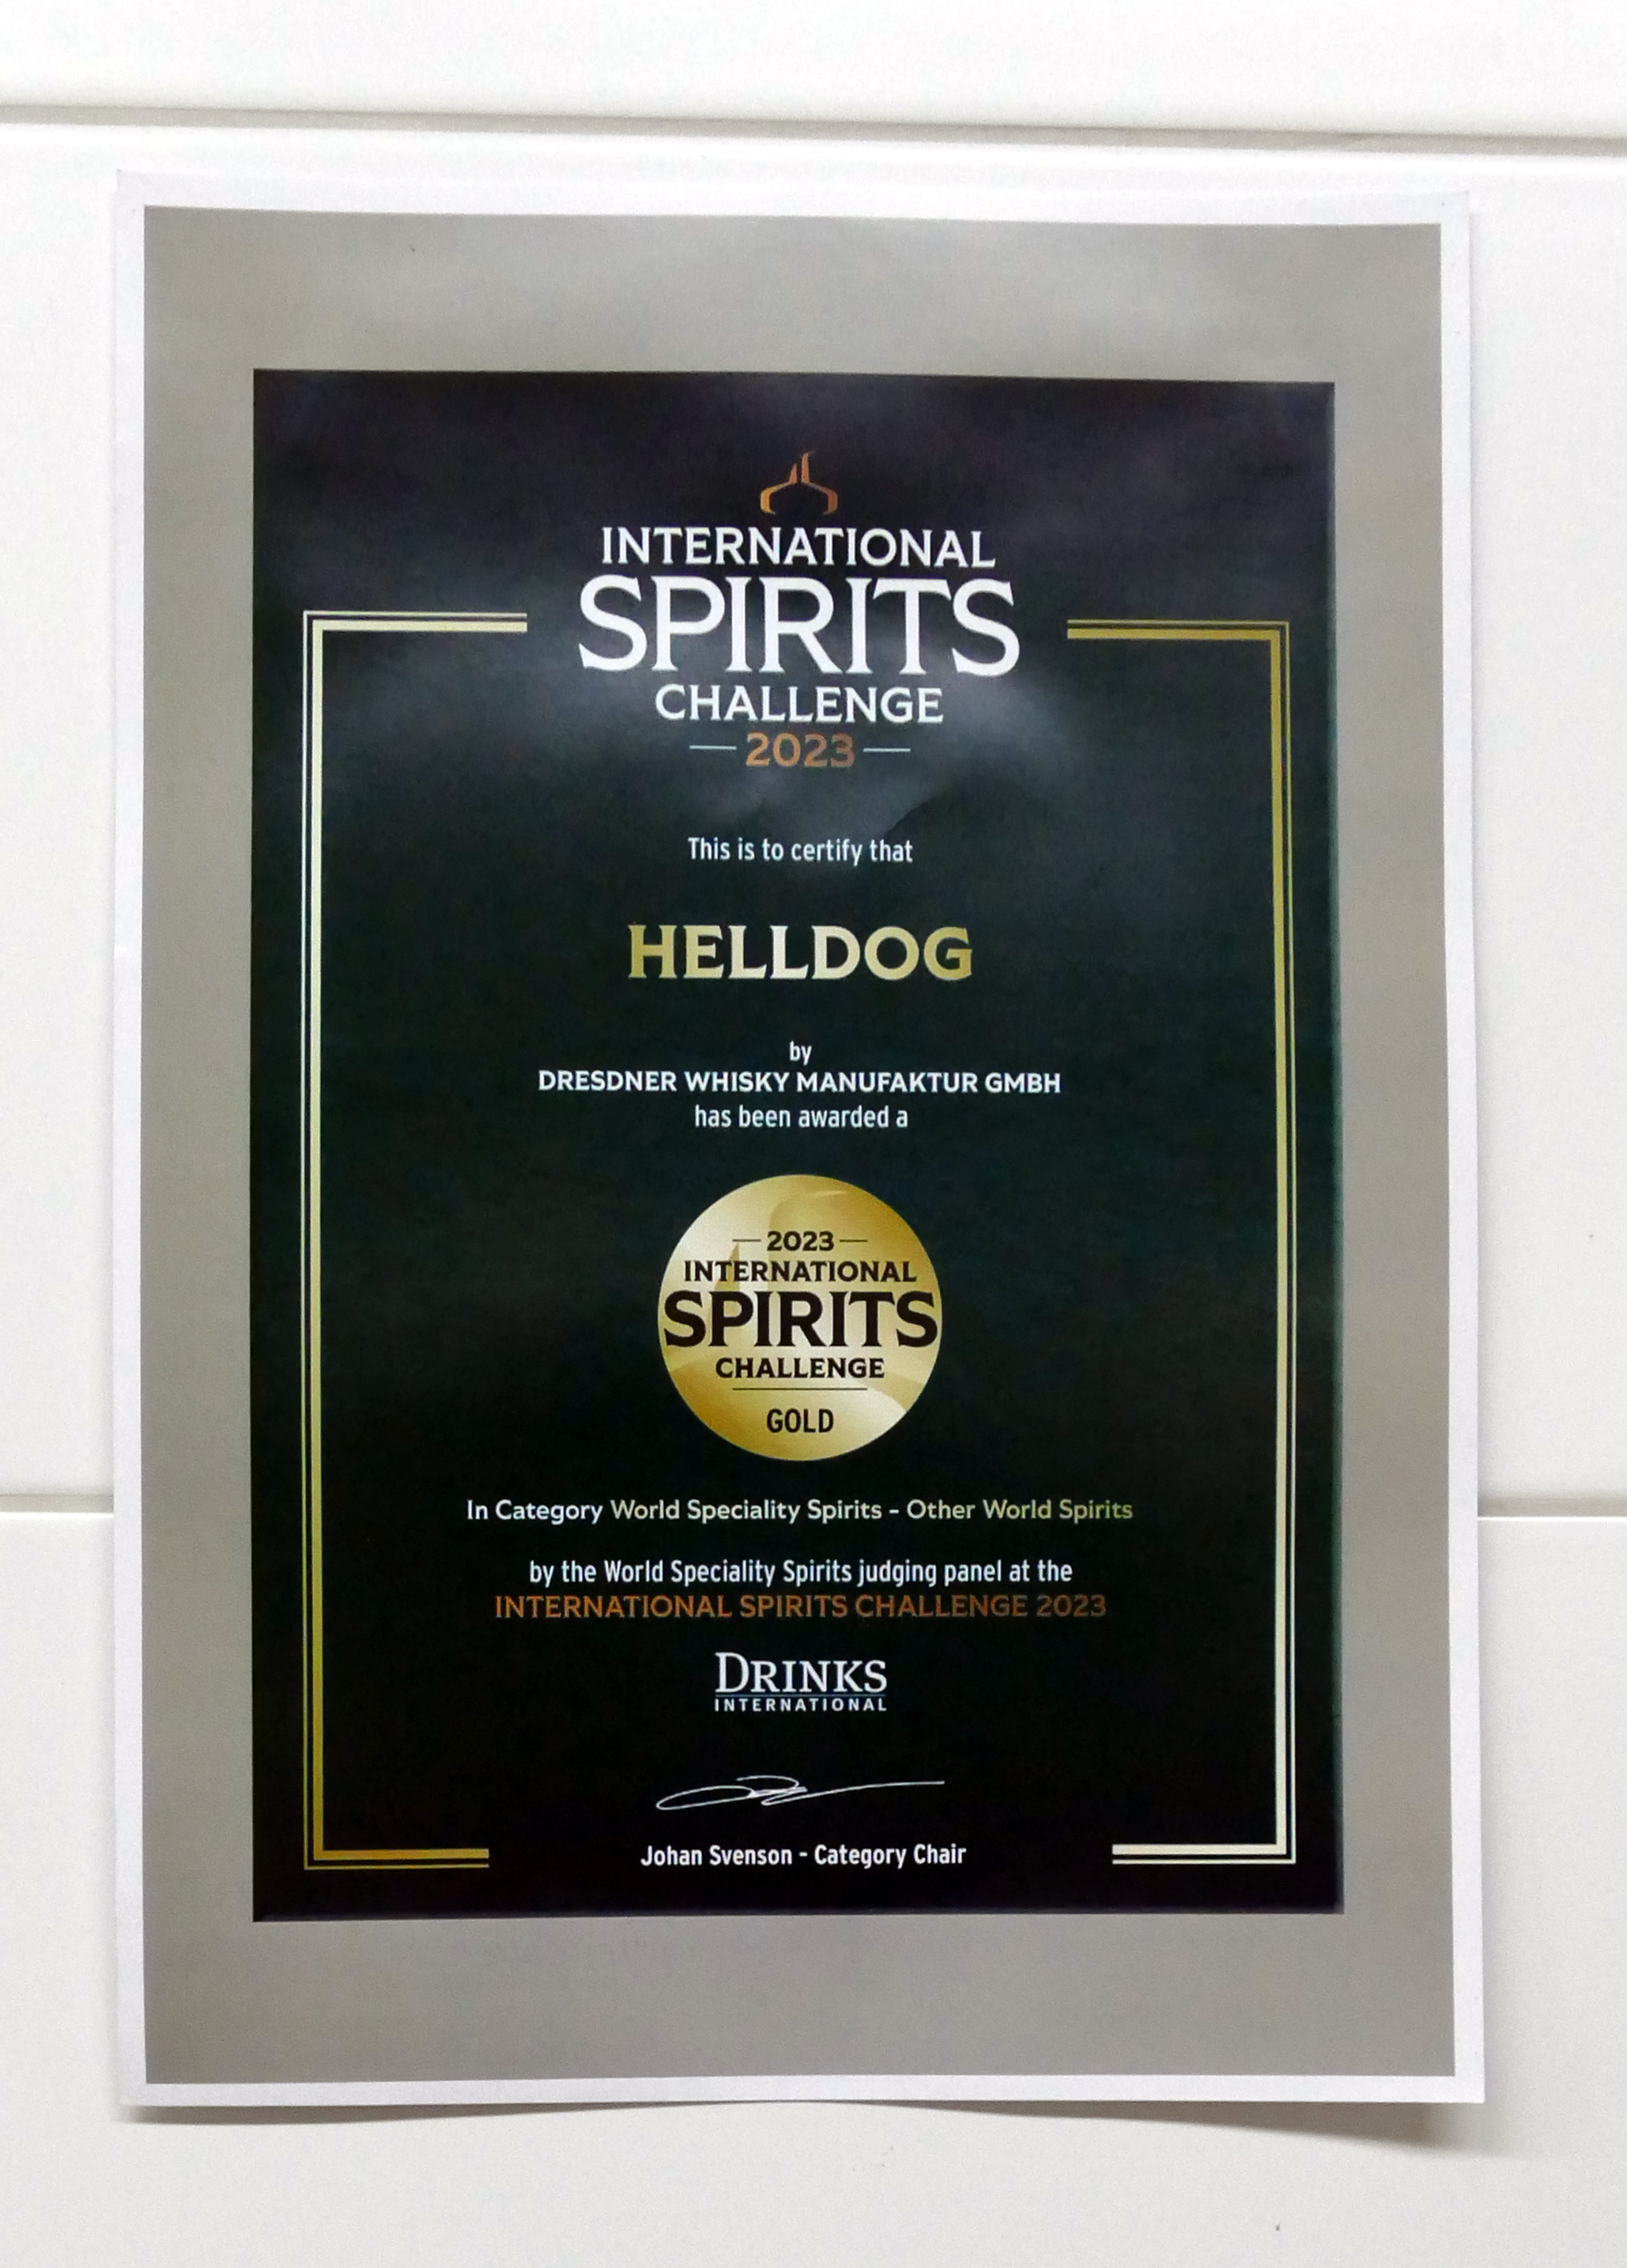 INTERNATIONAL
SPIRITS
CHALLENGE
— 2023 —
This is to certify that
HELLDOG
by
DRESDNER WHISKY MANUFAKTUR GMBH
has been awarded a
— 2023 —
INTERNATIONAL
SPIRITS
CHALLENGE
GOLD
In Category World Speciality Spirits - Other World Spirits
by the World Speciality Spirits judging panel at the
INTERNATIONAL SPIRITS CHALLENGE 2023
DRINKS
INTERNATIONAL
Johan Svenson - Category Chair